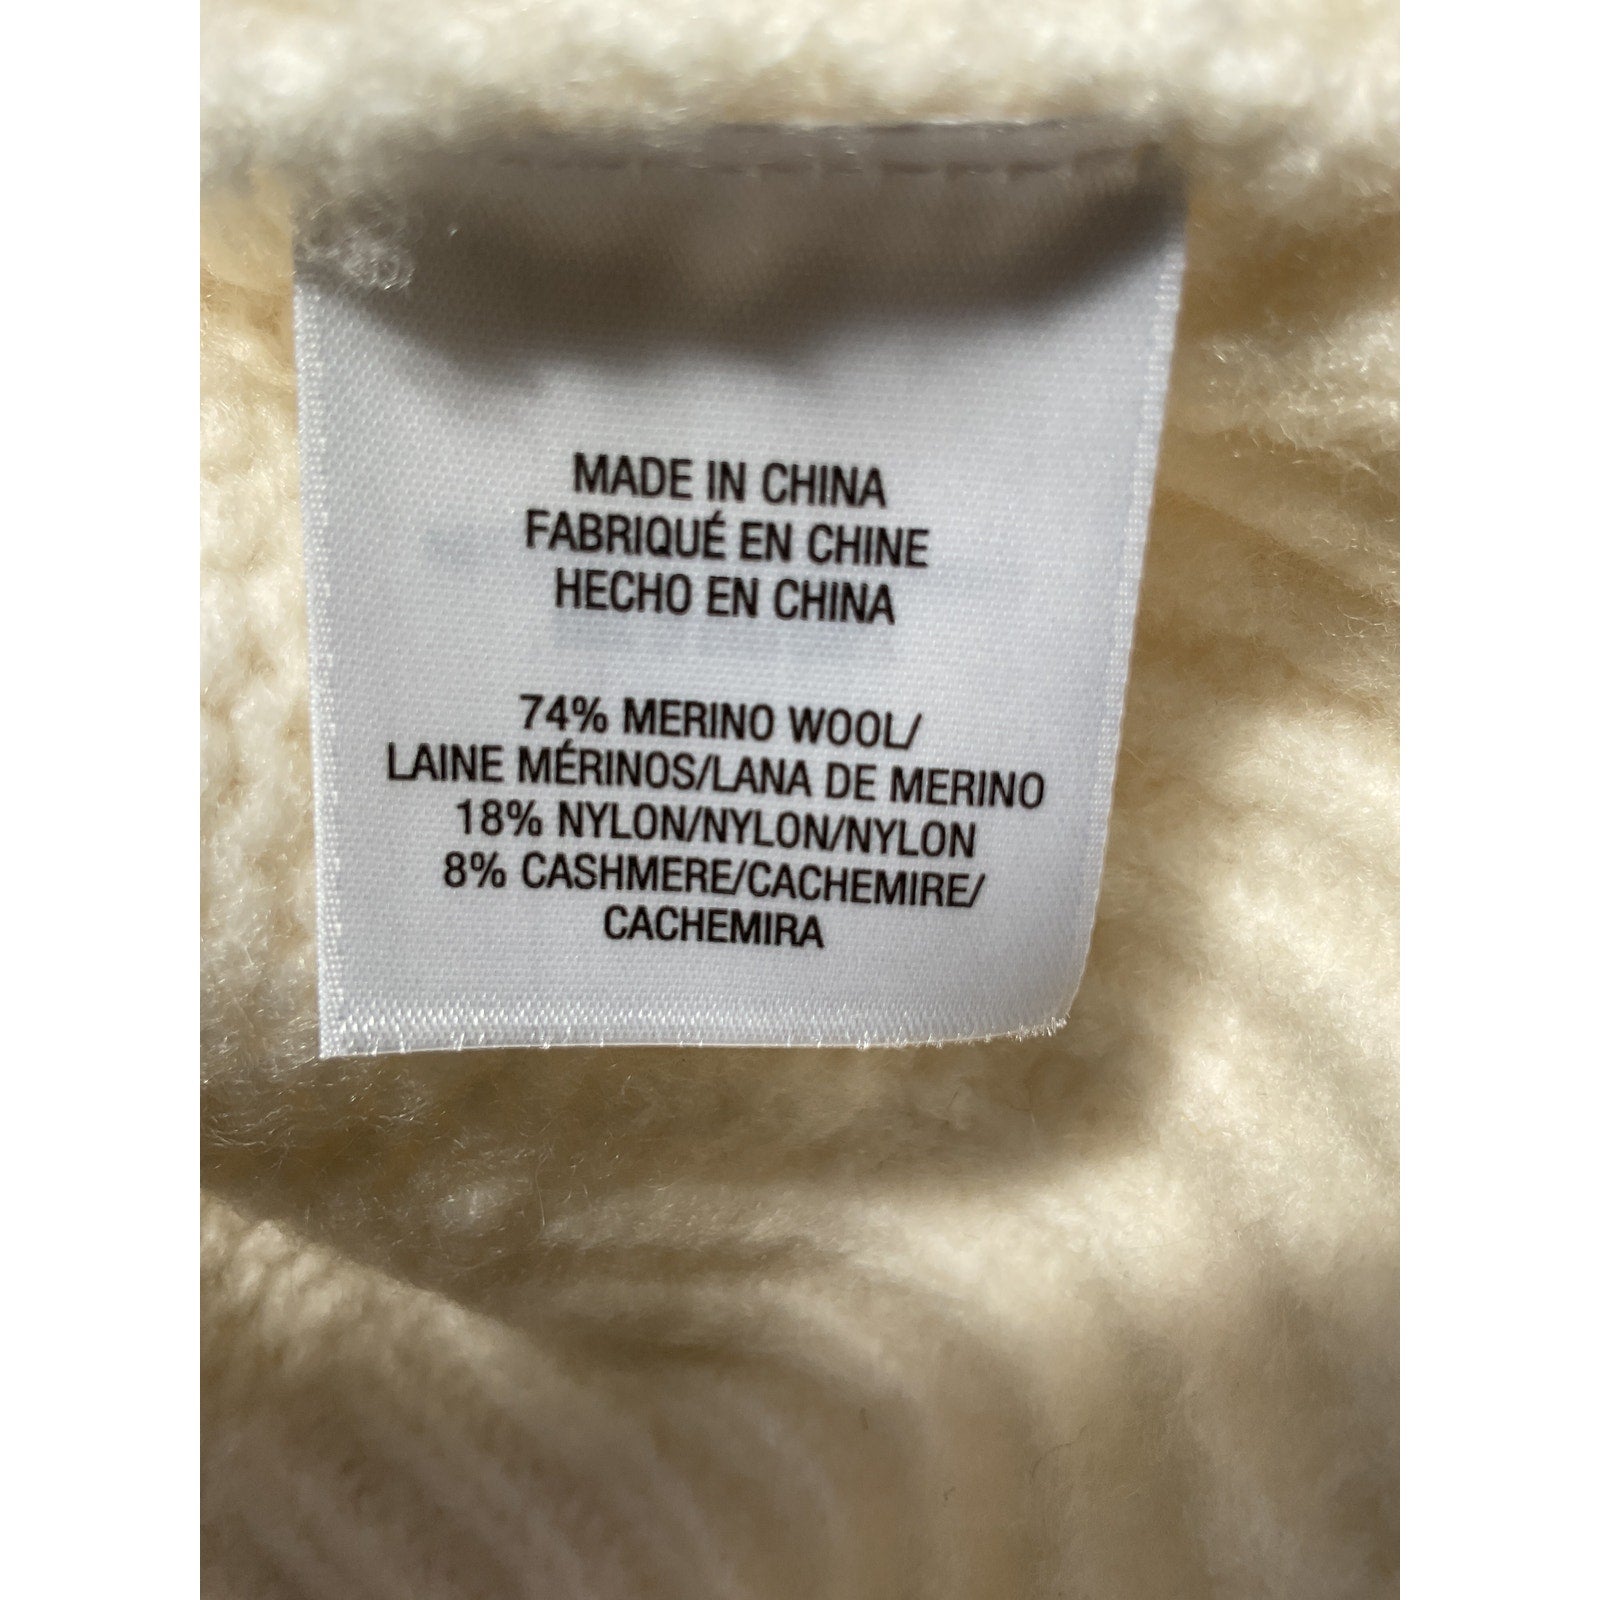 MADE IN CHINA
FABRIQUÉ EN CHINE
HECHO EN CHINA
74% MERINO WOOL/
LAINE MÉRINOS/LANA DE MERINO
18% NYLON/NYLON/NYLON
8% CASHMERE/CACHEMIRE/
CACHEMIRA